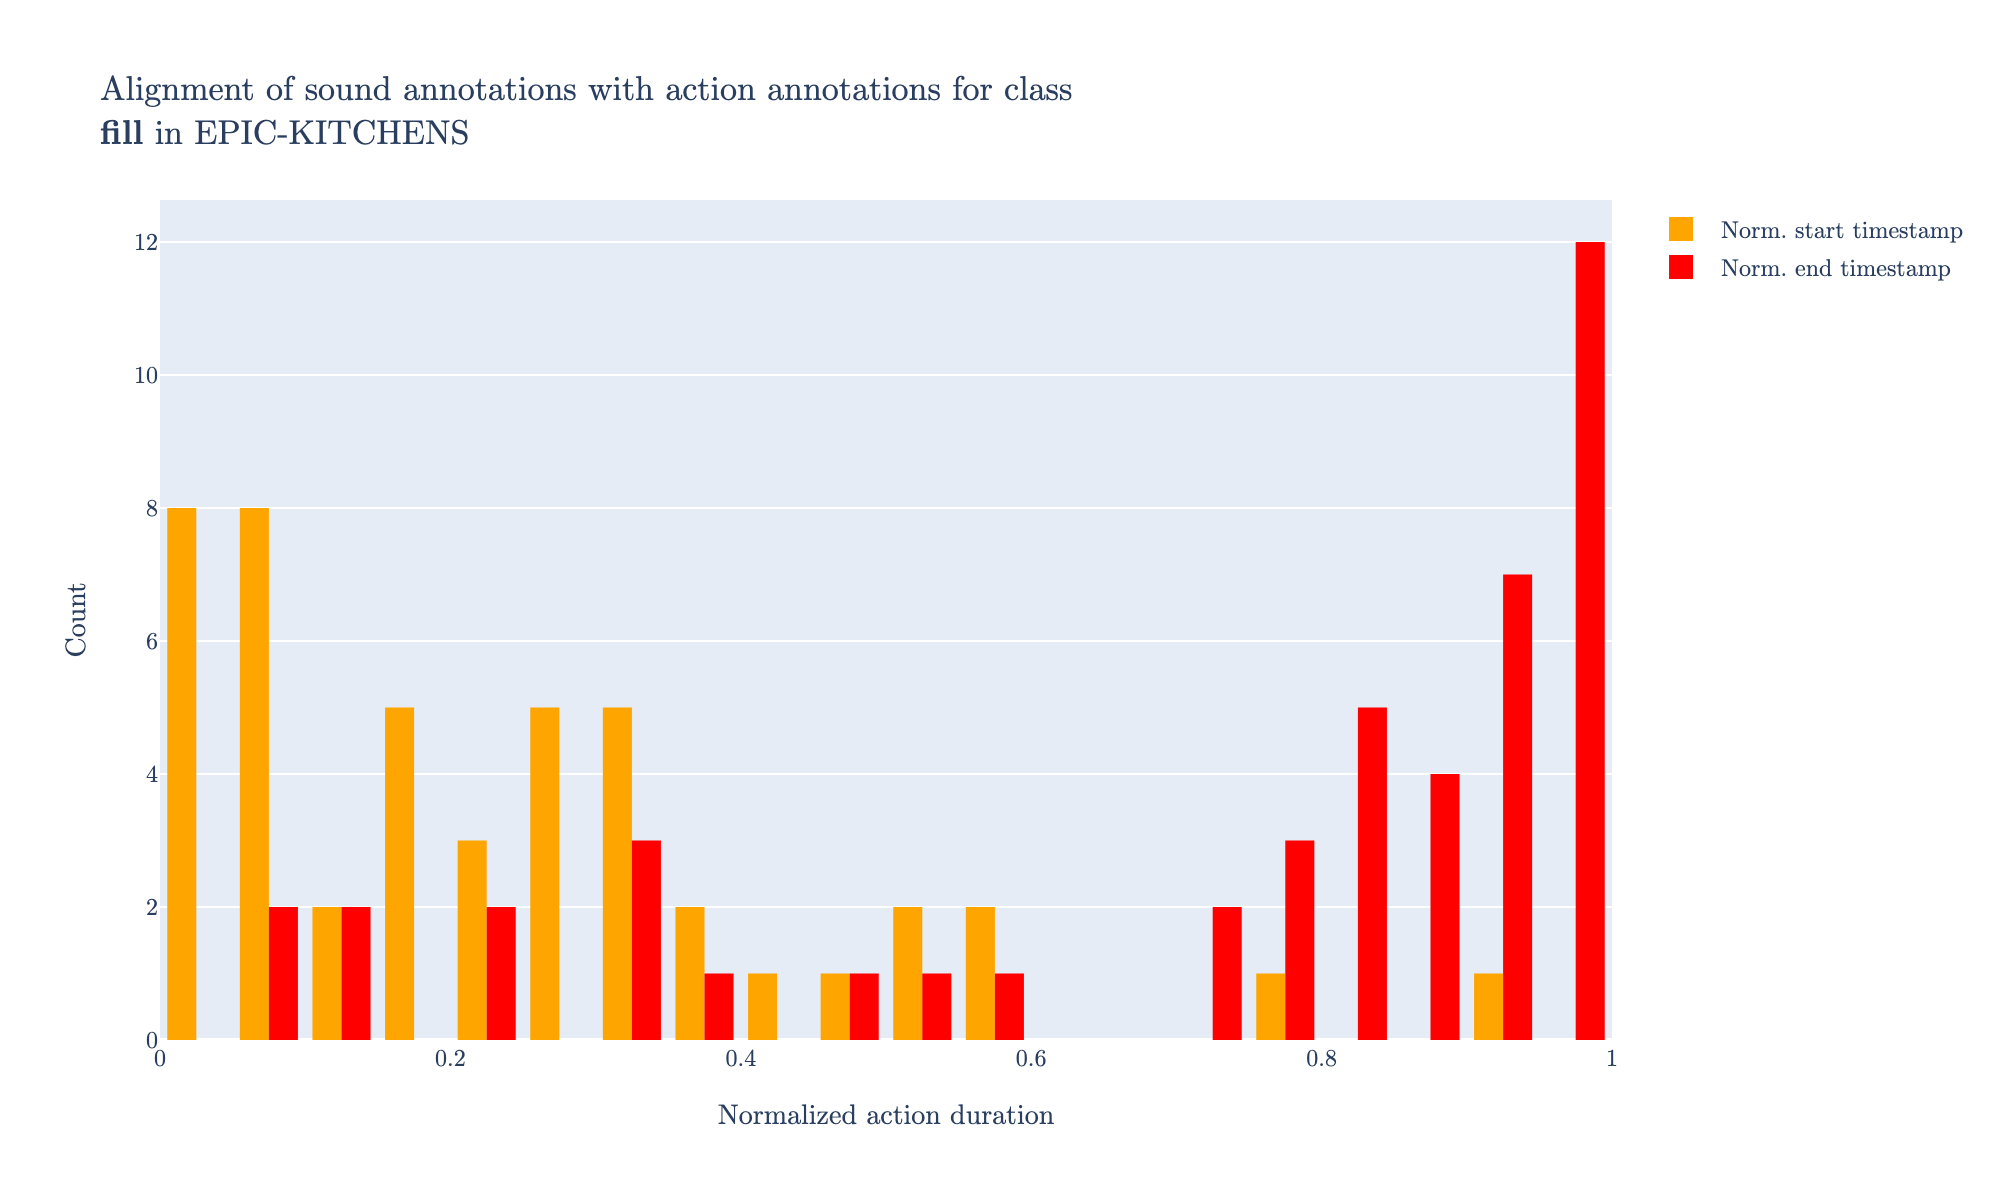 Alignment of sound annotations with action annotations for class
fill in EPIC-KITCHENS
Norm. start timestamp
Norm. end timestamp
Count
12
10
8
6
4
2
0
0 0.2 0.4 0.6 0.8 1
Normalized action duration